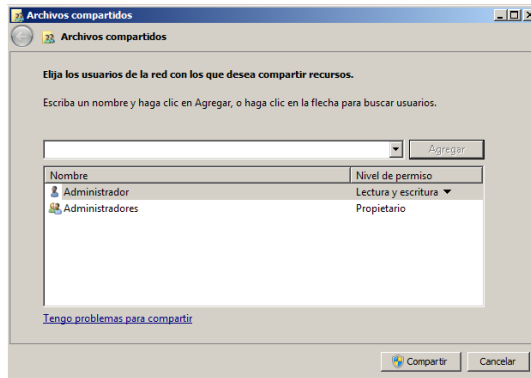 Archivos compartidos
Archivos compartidos
Elija los usuarios de la red con los que desea compartir recursos.
Escriba un nombre y haga clic en Agregar, o haga clic en la flecha para buscar usuarios.
Agregar
Nombre Nivel de permiso
Administrador Lectura y escritura
Administradores Propietario
Tengo problemas para compartir
Compartir Cancelar